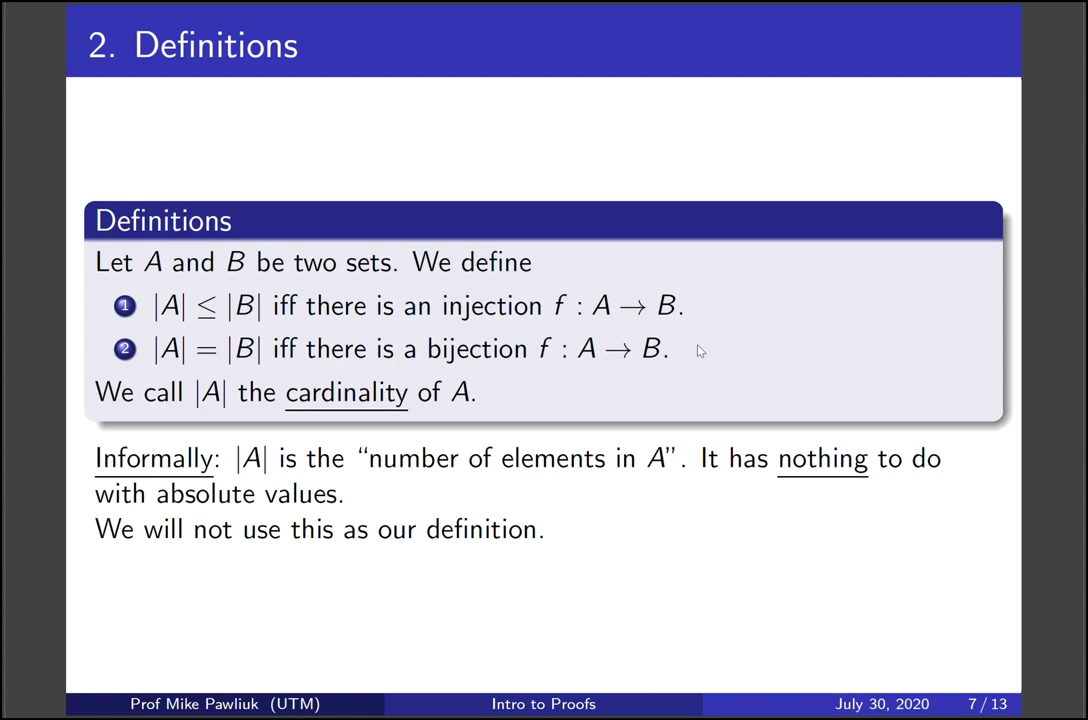 2. Definitions
Definitions
Let A and B be two sets. We define
1 |A| ≤ |B| iff there is an injection f : A → B.
2 |A| = |B| iff there is a bijection f : A → B.
We call |A| the cardinality of A.
Informally: |A| is the “number of elements in A”. It has nothing to do
with absolute values.
We will not use this as our definition.
Prof Mike Pawliuk (UTM) Intro to Proofs July 30, 2020 7 / 13